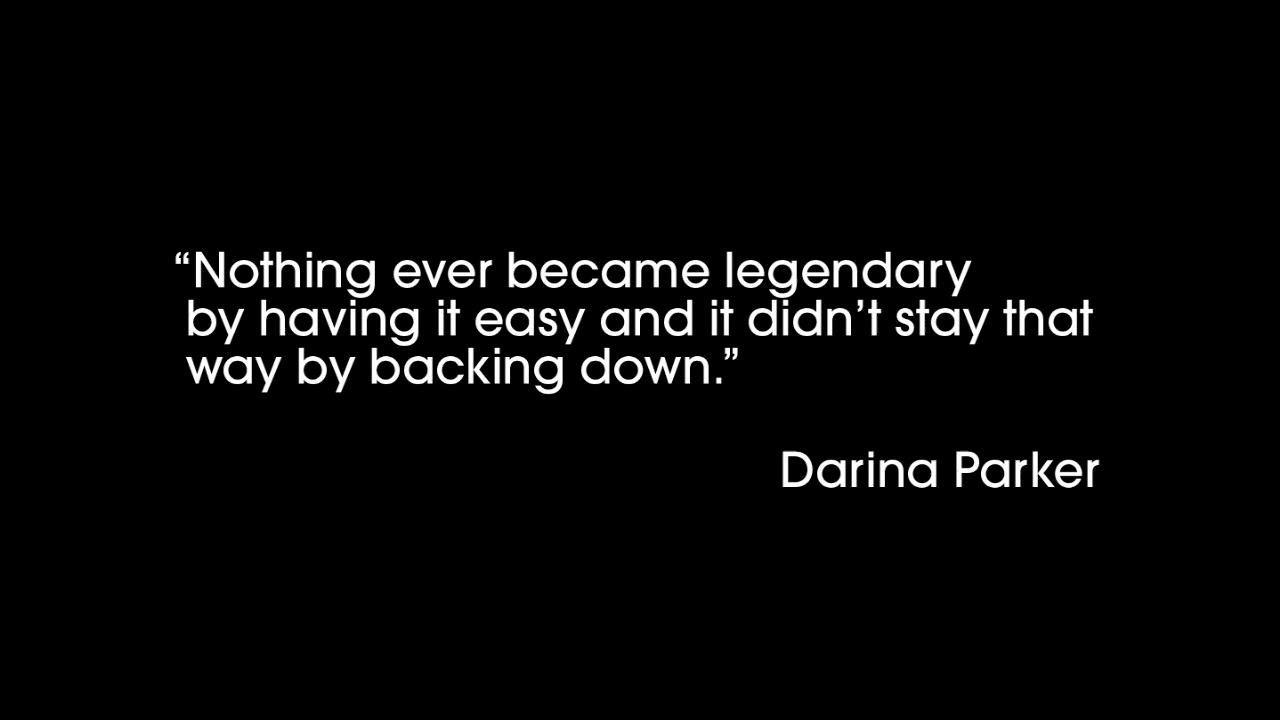 “Nothing ever became legendary
by having it easy and it didn’t stay that
way by backing down.”
Darina Parker